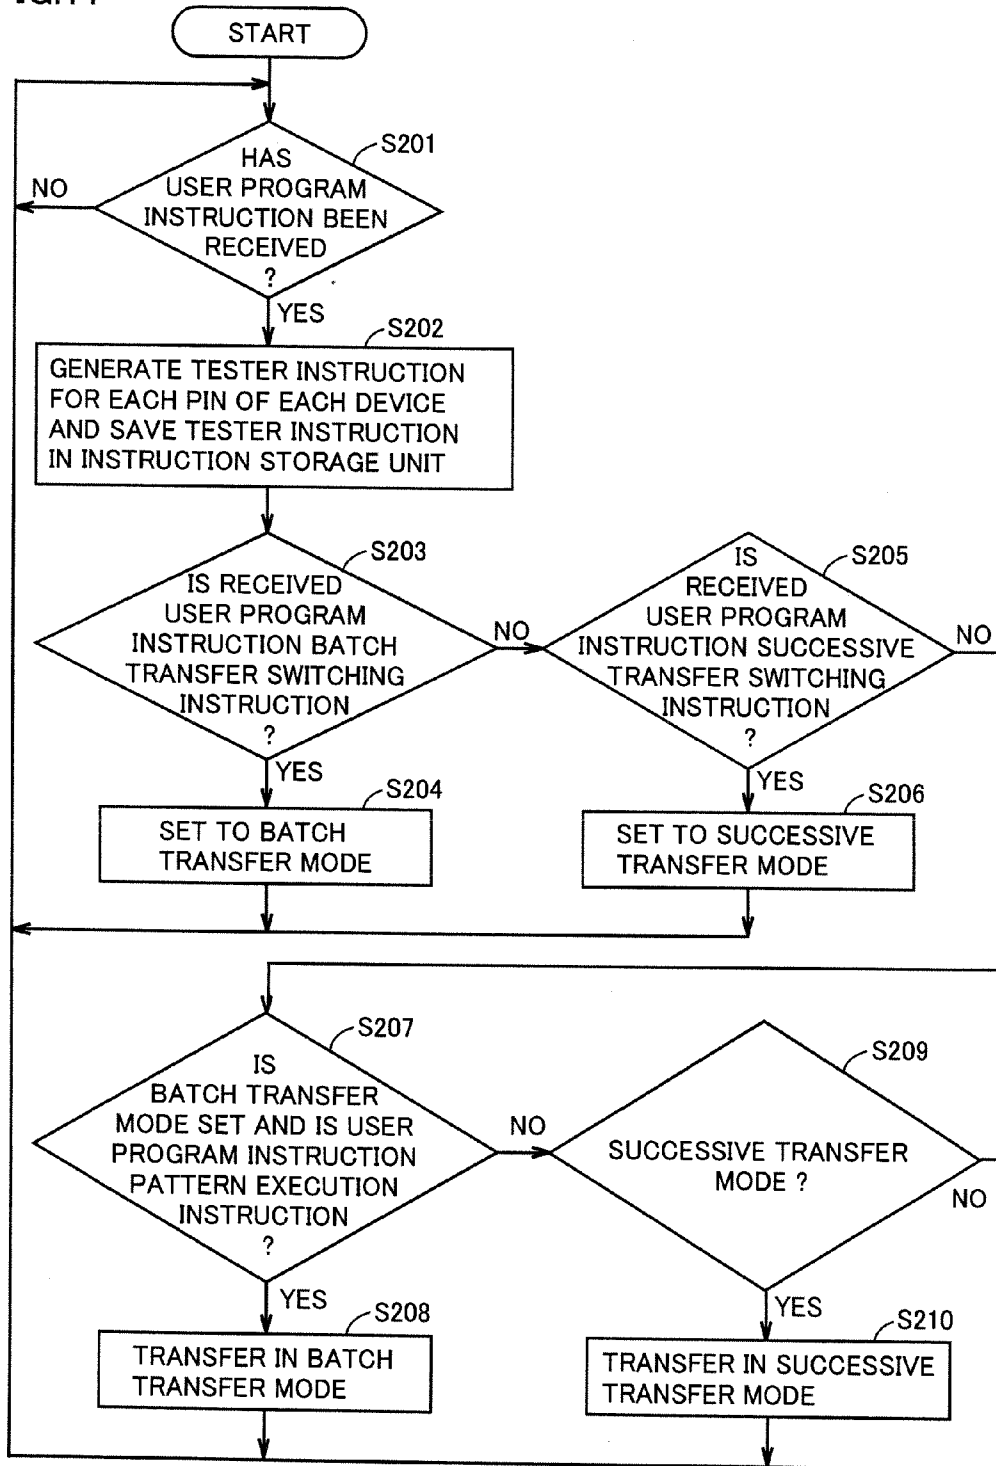 START
S201
HAS
USER PROGRAM
INSTRUCTION BEEN
RECEIVED
?
NO
YES
S202
GENERATE TESTER INSTRUCTION
FOR EACH PIN OF EACH DEVICE
AND SAVE TESTER INSTRUCTION
IN INSTRUCTION STORAGE UNIT
S203
IS RECEIVED
USER PROGRAM
INSTRUCTION BATCH
TRANSFER SWITCHING
INSTRUCTION
?
NO
YES
S205
IS
RECEIVED
USER PROGRAM
INSTRUCTION SUCCESSIVE
TRANSFER SWITCHING
INSTRUCTION
?
NO
YES
S204
SET TO BATCH
TRANSFER MODE
S206
SET TO SUCCESSIVE
TRANSFER MODE
S207
IS
BATCH TRANSFER
MODE SET AND IS USER
PROGRAM INSTRUCTION
PATTERN EXECUTION
INSTRUCTION
?
NO
YES
S209
SUCCESSIVE TRANSFER
MODE ?
NO
YES
S208
TRANSFER IN BATCH
TRANSFER MODE
S210
TRANSFER IN SUCCESSIVE
TRANSFER MODE